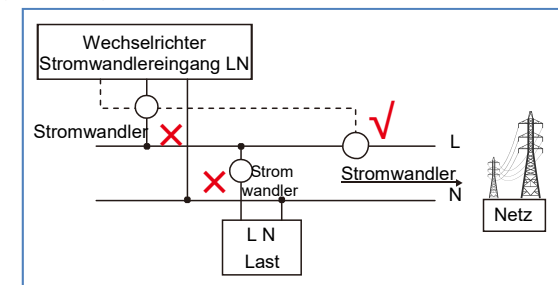 Wechselrichter
Stromwandlereingang LN
Stromwandler
L
Strom
wandler
Stromwandler
N
L N
Last
Netz